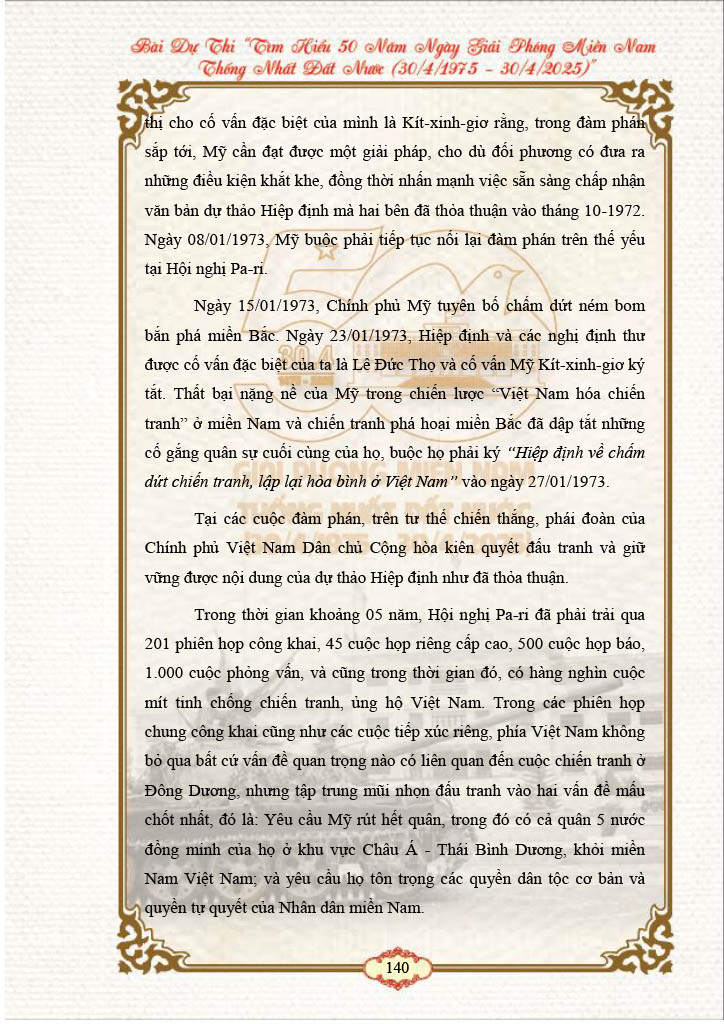 Bài Dự Thi “Tìm Hiểu 50 Năm Ngày Giải Phóng Miền Nam
Thống Nhất Đất Nước (30/4/1975 - 30/4/2025)”
thị cho cố vấn đặc biệt của mình là Kít-xinh-giơ rằng, trong đàm phán
sắp tới, Mỹ cần đạt được một giải pháp, cho dù đối phương có đưa ra
những điều kiện khắt khe, đồng thời nhấn mạnh việc sẵn sàng chấp nhận
văn bản dự thảo Hiệp định mà hai bên đã thỏa thuận vào tháng 10-1972.
Ngày 08/01/1973, Mỹ buộc phải tiếp tục nối lại đàm phán trên thế yếu
tại Hội nghị Pa-ri.
Ngày 15/01/1973, Chính phủ Mỹ tuyên bố chấm dứt ném bom
bắn phá miền Bắc. Ngày 23/01/1973, Hiệp định và các nghị định thư
được cố vấn đặc biệt của ta là Lê Đức Thọ và cố vấn Mỹ Kít-xinh-giơ ký
tắt. Thất bại nặng nề của Mỹ trong chiến lược “Việt Nam hóa chiến
tranh” ở miền Nam và chiến tranh phá hoại miền Bắc đã dập tắt những
cố gắng quân sự cuối cùng của họ, buộc họ phải ký “Hiệp định về chấm
dứt chiến tranh, lập lại hòa bình ở Việt Nam” vào ngày 27/01/1973.
Tại các cuộc đàm phán, trên tư thế chiến thắng, phái đoàn của
Chính phủ Việt Nam Dân chủ Cộng hòa kiên quyết đấu tranh và giữ
vững được nội dung của dự thảo Hiệp định như đã thỏa thuận.
Trong thời gian khoảng 05 năm, Hội nghị Pa-ri đã phải trải qua
201 phiên họp công khai, 45 cuộc họp riêng cấp cao, 500 cuộc họp báo,
1.000 cuộc phỏng vấn, và cũng trong thời gian đó, có hàng nghìn cuộc
mít tinh chống chiến tranh, ủng hộ Việt Nam. Trong các phiên họp
chung công khai cũng như các cuộc tiếp xúc riêng, phía Việt Nam không
bỏ qua bất cứ vấn đề quan trọng nào có liên quan đến cuộc chiến tranh ở
Đông Dương, nhưng tập trung mũi nhọn đấu tranh vào hai vấn đề mấu
chốt nhất, đó là: Yêu cầu Mỹ rút hết quân, trong đó có cả quân 5 nước
đồng minh của họ ở khu vực Châu Á - Thái Bình Dương, khỏi miền
Nam Việt Nam; và yêu cầu họ tôn trọng các quyền dân tộc cơ bản và
quyền tự quyết của Nhân dân miền Nam.
140